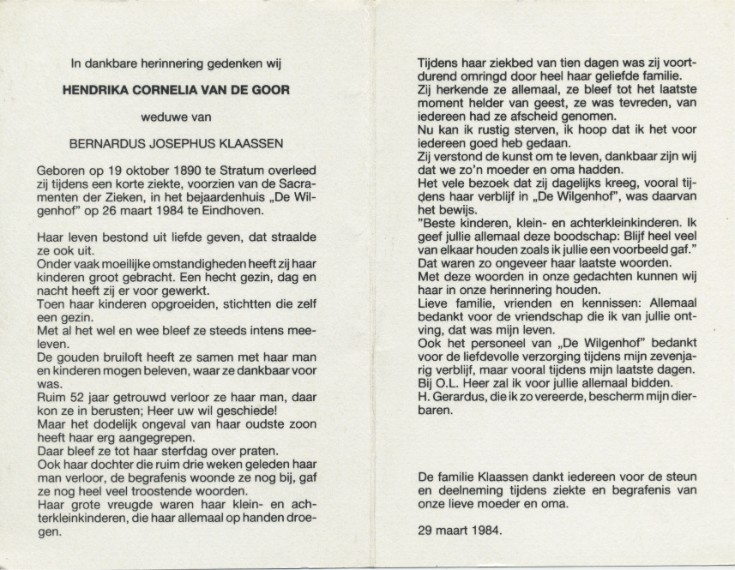 In dankbare herinnering gedenken wij
HENDRIKA CORNELIA VAN DE GOOR
weduwe van
BERNARDUS JOSEPHUS KLAASSEN
Geboren op 19 oktober 1890 te Stratum overleed
zij tijdens een korte ziekte, voorzien van de Sacra-
menten der Zieken, in het bejaardenhuis „De Wil-
genhof” op 26 maart 1984 te Eindhoven.
Haar leven bestond uit liefde geven, dat straalde
ze ook uit.
Onder vaak moeilijke omstandigheden heeft zij haar
kinderen groot gebracht. Een hecht gezin, dag en
nacht heeft zij er voor gewerkt.
Toen haar kinderen opgroeiden, stichtten die zelf
een gezin.
Met al het wel en wee bleef ze steeds intens mee-
leven.
De gouden bruiloft heeft ze samen met haar man
en kinderen mogen beleven, waar ze dankbaar voor
was.
Ruim 52 jaar getrouwd verloor ze haar man, daar
kon ze in berusten; Heer uw wil geschiede!
Maar het dodelijk ongeval van haar oudste zoon
heeft haar erg aangegrepen.
Daar bleef ze tot haar sterfdag over praten.
Ook haar dochter die ruim drie weken geleden haar
man verloor, de begrafenis woonde ze nog bij, gaf
ze nog heel veel troostende woorden.
Haar grote vreugde waren haar klein- en ach-
terkleinkinderen, die haar allemaal op handen droe-
gen.
Tijdens haar ziekbed van tien dagen was zij voort-
durend omringd door heel haar geliefde familie.
Zij herkende ze allemaal, ze bleef tot het laatste
moment helder van geest, ze was tevreden, van
iedereen had ze afscheid genomen.
Nu kan ik rustig sterven, ik hoop dat ik het voor
iedereen goed heb gedaan.
Zij verstond de kunst om te leven, dankbaar zijn wij
dat we zo'n moeder en oma hadden.
Het vele bezoek dat zij dagelijks kreeg, vooral tij-
dens haar verblijf in „De Wilgenhof”, was daarvan
het bewijs.
"Beste kinderen, klein- en achterkleinkinderen. Ik
geef jullie allemaal deze boodschap: Blijf heel veel
van elkaar houden zoals ik jullie een voorbeeld gaf."
Dat waren zo ongeveer haar laatste woorden.
Met deze woorden in onze gedachten kunnen wij
haar in onze herinnering houden.
Lieve familie, vrienden en kennissen: Allemaal
bedankt voor de vriendschap die ik van jullie ont-
ving, dat was mijn leven.
Ook het personeel van „De Wilgenhof” bedankt
voor de liefdevolle verzorging tijdens mijn zevenja-
rig verblijf, maar vooral tijdens mijn laatste dagen.
Bij O.L. Heer zal ik voor jullie allemaal bidden.
H. Gerardus, die ik zo vereerde, bescherm mijn dier-
baren.
De familie Klaassen dankt iedereen voor de steun
en deelneming tijdens ziekte en begrafenis van
onze lieve moeder en oma.
29 maart 1984.